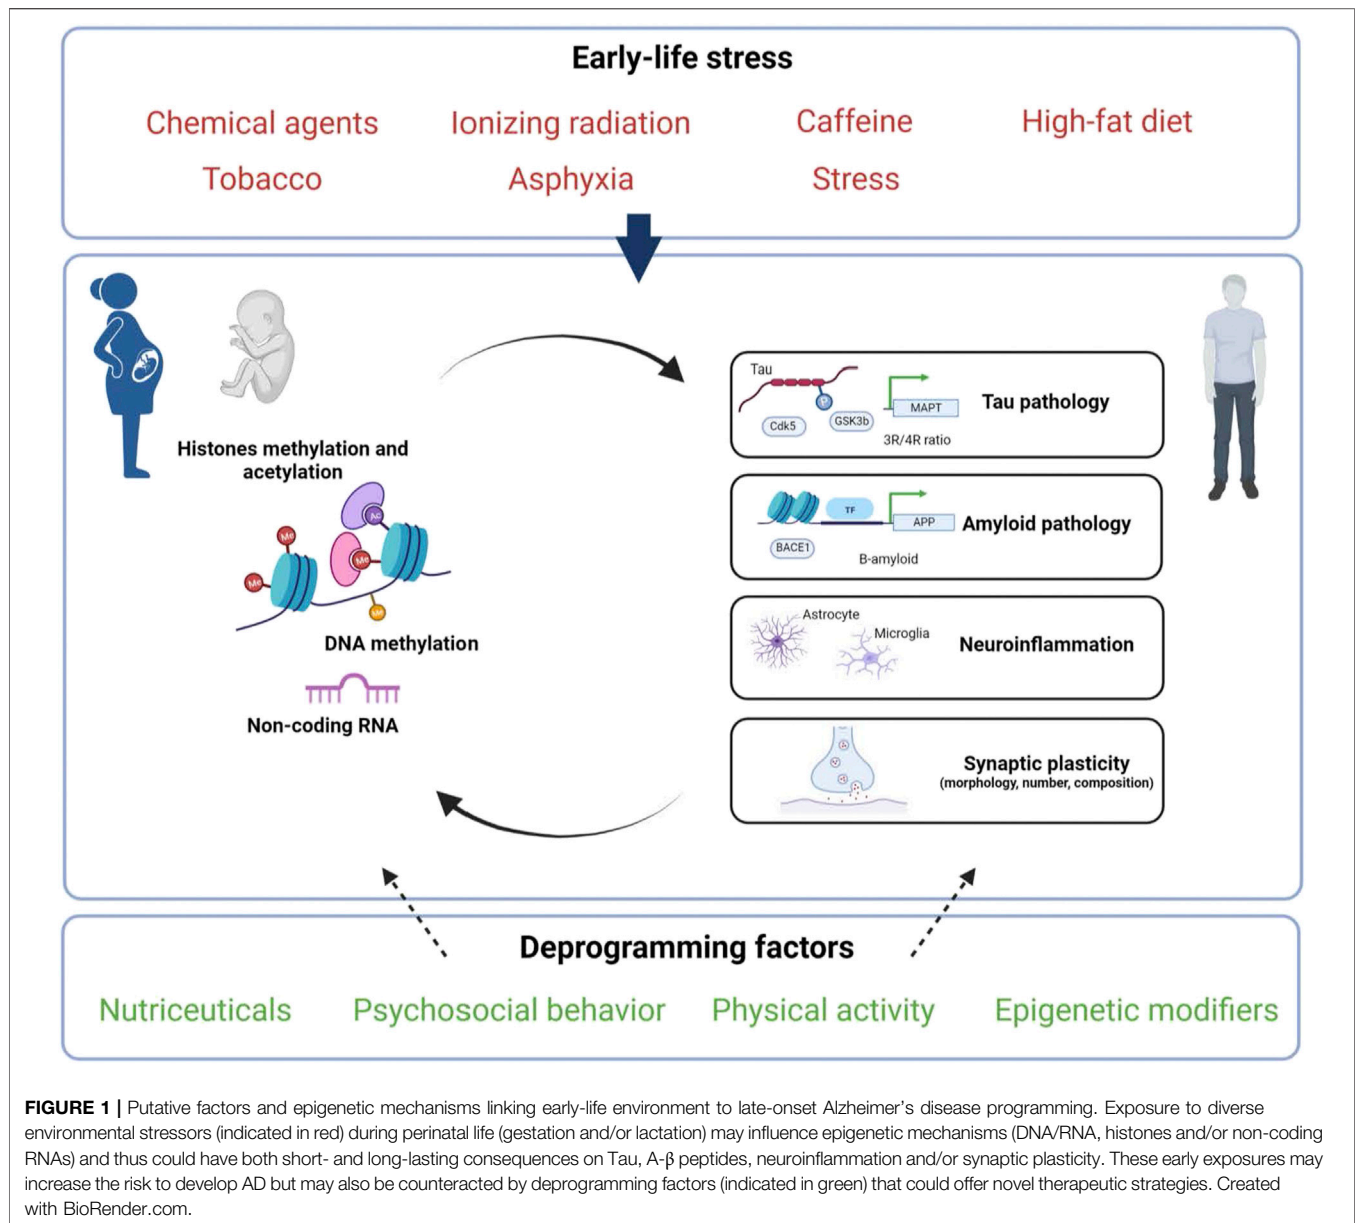 Early-life stress
Chemical agents Ionizing radiation Caffeine High-fat diet
Tobacco Asphyxia Stress
Histones methylation and
acetylation
Ac
Me
Me
Me
Me
DNA methylation
Non-coding RNA
Tau
P
Cdk5
GSK3b
MAPT
3R/4R ratio
Tau pathology
TF
APP
BACE1
B-amyloid
Amyloid pathology
Astrocyte
Microglia
Neuroinflammation
Synaptic plasticity
(morphology, number, composition)
Deprogramming factors
Nutriceuticals Psychosocial behavior Physical activity Epigenetic modifiers
FIGURE 1 | Putative factors and epigenetic mechanisms linking early-life environment to late-onset Alzheimer's disease programming. Exposure to diverse
environmental stressors (indicated in red) during perinatal life (gestation and/or lactation) may influence epigenetic mechanisms (DNA/RNA, histones and/or non-coding
RNAs) and thus could have both short- and long-lasting consequences on Tau, A-β peptides, neuroinflammation and/or synaptic plasticity. These early exposures may
increase the risk to develop AD but may also be counteracted by deprogramming factors (indicated in green) that could offer novel therapeutic strategies. Created
with BioRender.com.